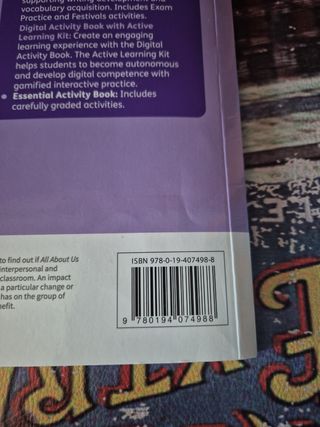 supporting writing development and
vocabulary acquisition. Includes Exam
Practice and Festivals activities.
Digital Activity Book with Active
Learning Kit: Create an engaging
learning experience with the Digital
Activity Book. The Active Learning Kit
helps students to become autonomous
and develop digital competence with
gamified interactive practice.
• Essential Activity Book: Includes
carefully graded activities.
to find out if All About Us
interpersonal and
classroom. An impact
a particular change or
has on the group of
nefit.
ISBN 978-0-19-407498-8
9 780194 074988